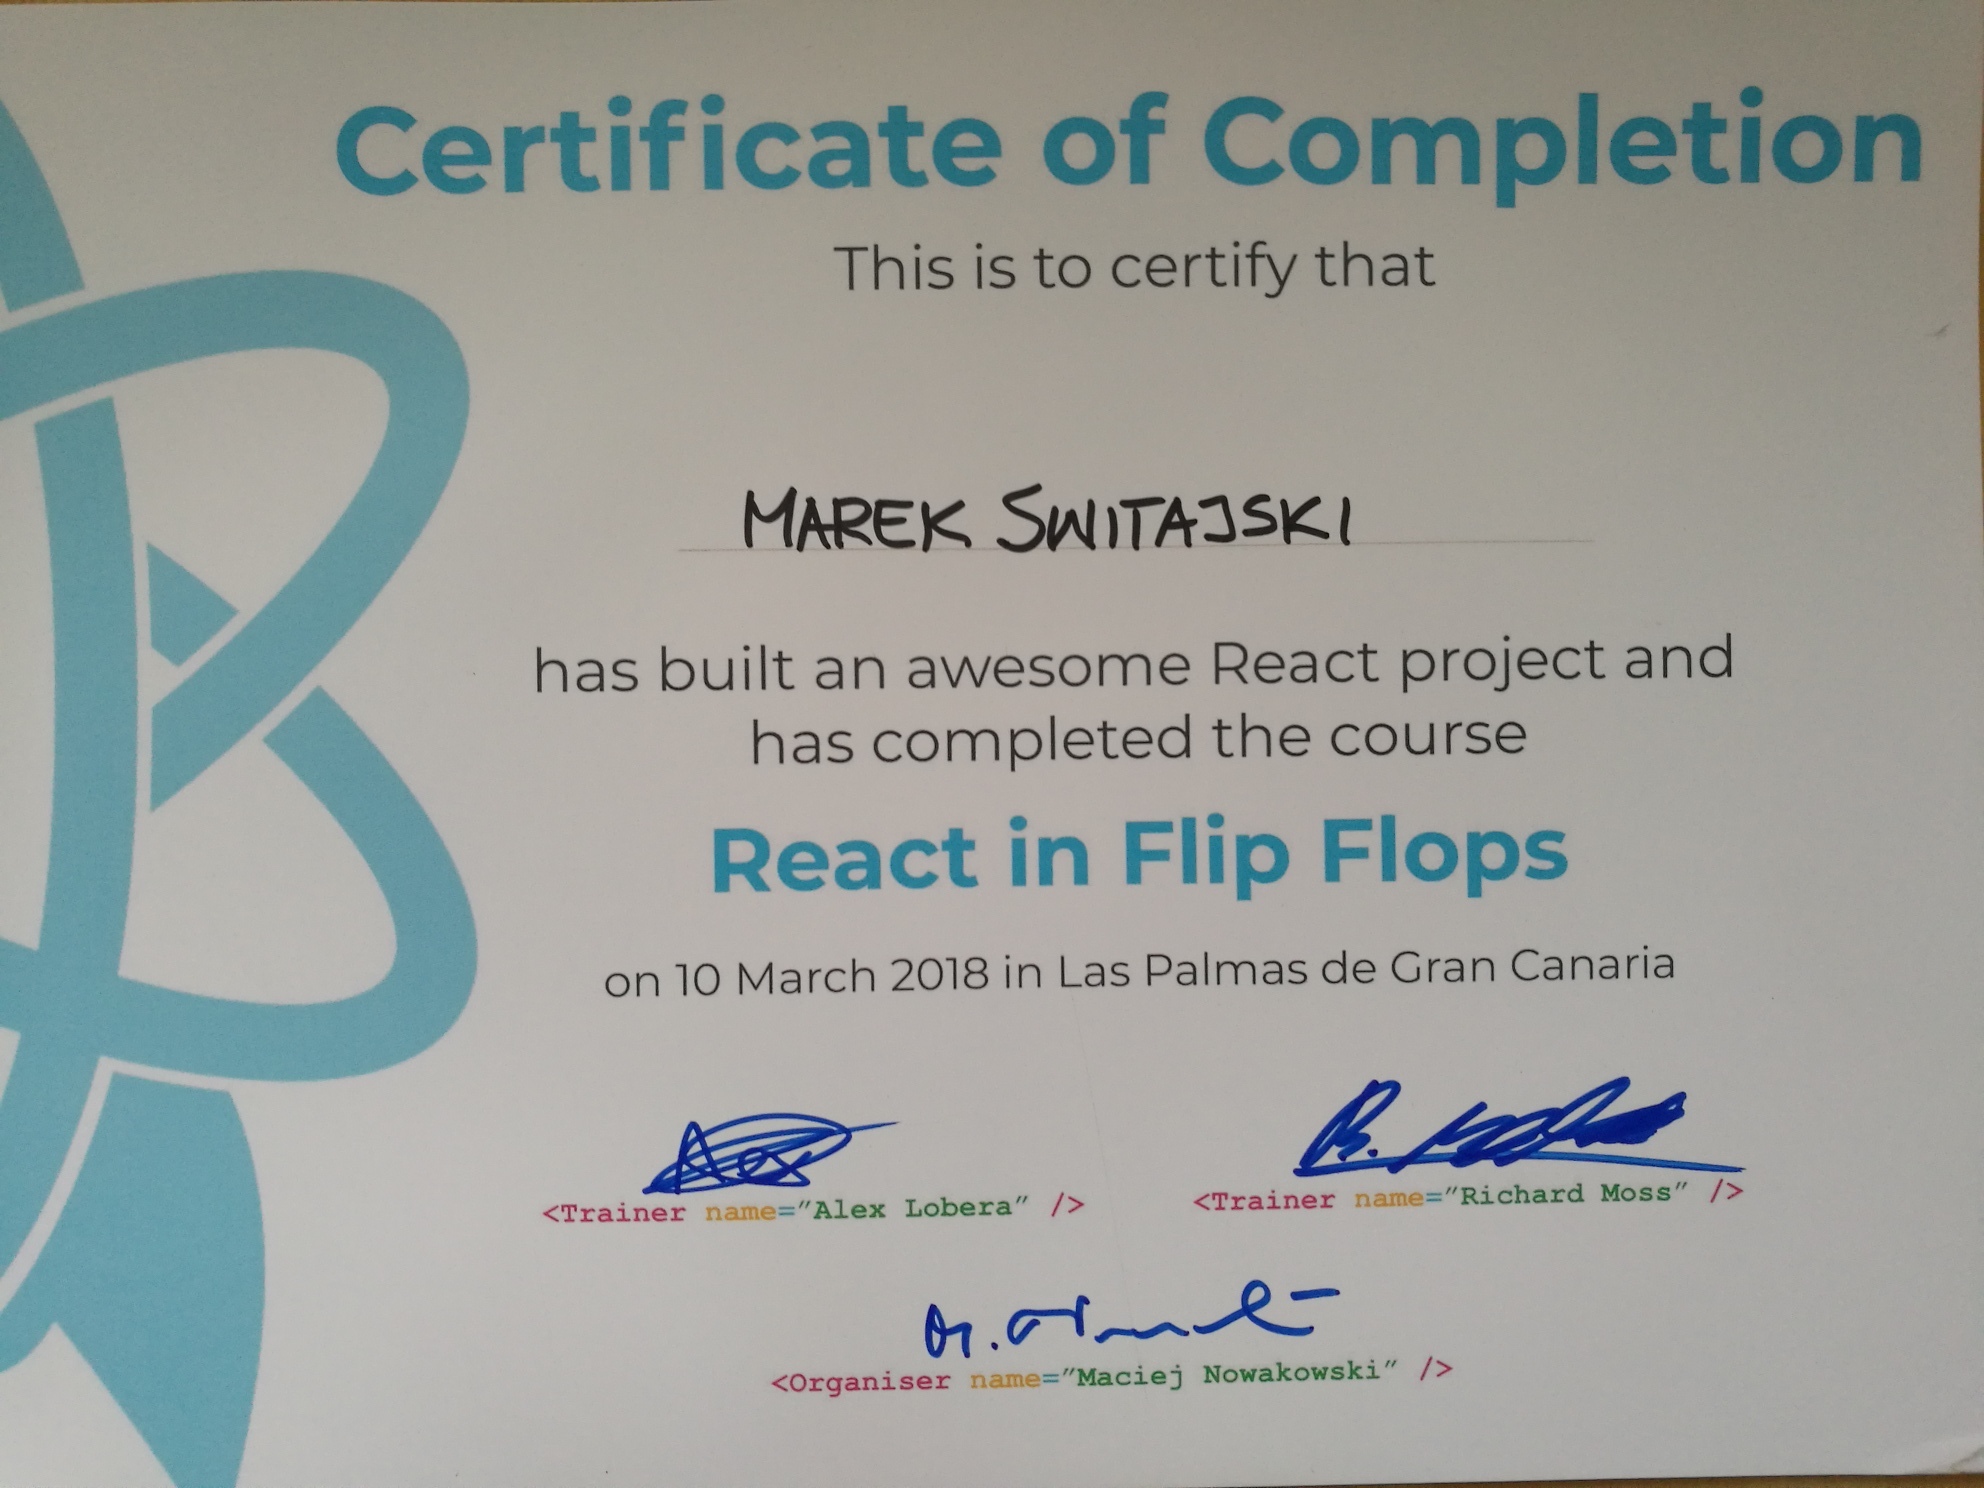 Certificate of Completion
This is to certify that
MAREK SWITAJSKI
has built an awesome React project and
has completed the course
React in Flip Flops
on 10 March 2018 in Las Palmas de Gran Canaria
Alex
<Trainer name="Alex Lobera" />
<Trainer name="Richard Moss" />
<Organiser name="Maciej Nowakowski" />